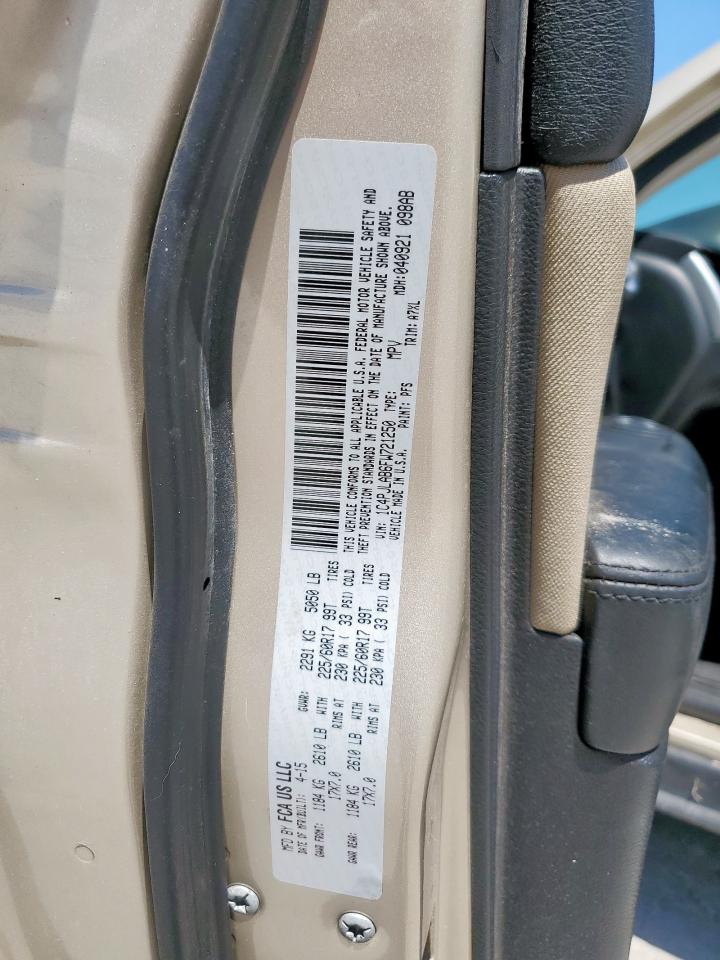 MFD BY FCA US LLC
DATE OF MFR(BUILT): 4-15 GVWR: 2291 KG 5050 LB
GAWR FRONT: 1184 KG 2610 LB WITH 225/60R17 99T TIRES
17X7.0 RIMS AT 230 KPA ( 33 PSI) COLD
GAWR REAR: 1184 KG 2610 LB WITH 225/60R17 99T TIRES
17X7.0 RIMS AT 230 KPA ( 33 PSI) COLD
THIS VEHICLE CONFORMS TO ALL APPLICABLE U.S.A. FEDERAL MOTOR VEHICLE SAFETY AND
THEFT PREVENTION STANDARDS IN EFFECT ON THE DATE OF MANUFACTURE SHOWN ABOVE.
VIN: 1C4PJLAB6FW721250 TYPE: MPV MDH:040921 098AB
VEHICLE MADE IN U.S.A. PAINT: PFS TRIM: A7XL